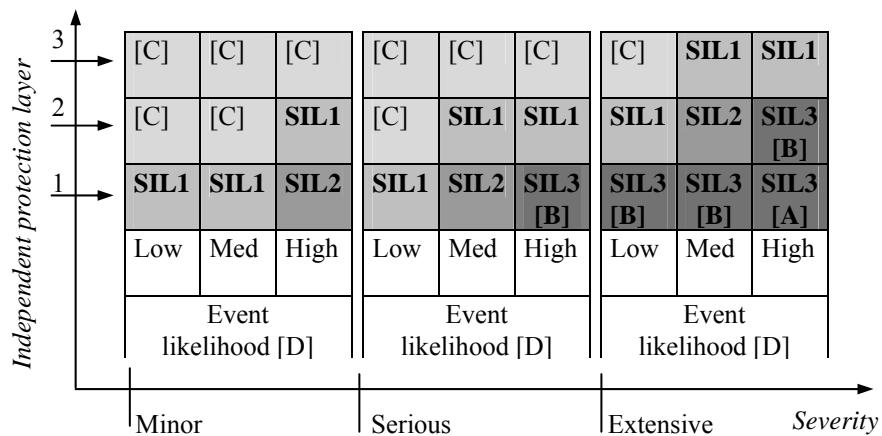 Independent protection layer
3
[C] [C] [C] [C] [C] [C] [C] SIL1 SIL1
2
[C] [C] SIL1 [C] SIL1 SIL1 SIL1 SIL2 SIL3
[B]
1
SIL1 SIL1 SIL2 SIL1 SIL2 SIL3 SIL3 SIL3 SIL3
[B] [B] [B] [A]
Low Med High Low Med High Low Med High
Event Event Event
likelihood [D] likelihood [D] likelihood [D]
Minor Serious Extensive Severity